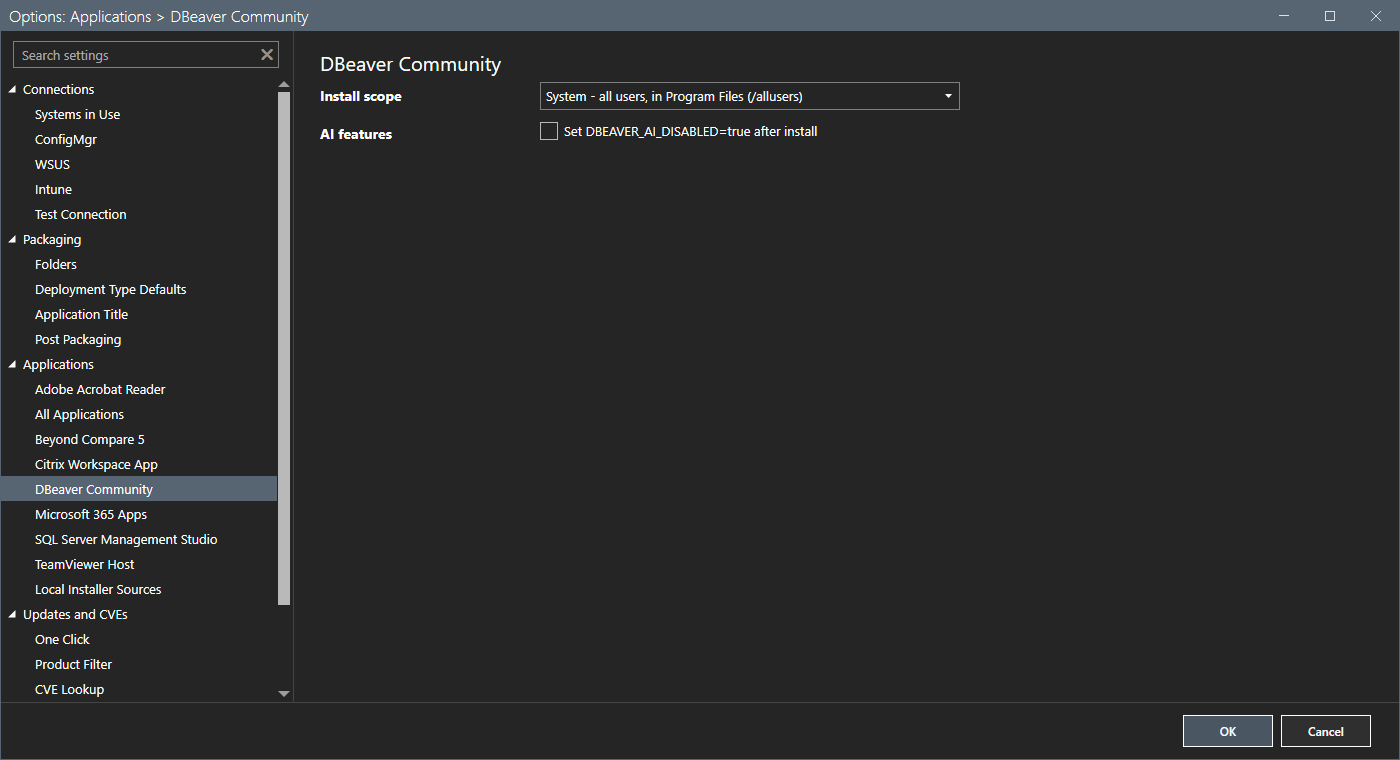 Options: Applications > DBeaver Community
Search settings
Connections
Systems in Use
ConfigMgr
WSUS
Intune
Test Connection
Packaging
Folders
Deployment Type Defaults
Application Title
Post Packaging
Applications
Adobe Acrobat Reader
All Applications
Beyond Compare 5
Citrix Workspace App
DBeaver Community
Microsoft 365 Apps
SQL Server Management Studio
TeamViewer Host
Local Installer Sources
Updates and CVEs
One Click
Product Filter
CVE Lookup
DBeaver Community
Install scope System - all users, in Program Files (/allusers)
AI features Set DBEAVER_AI_DISABLED=true after install
OK Cancel